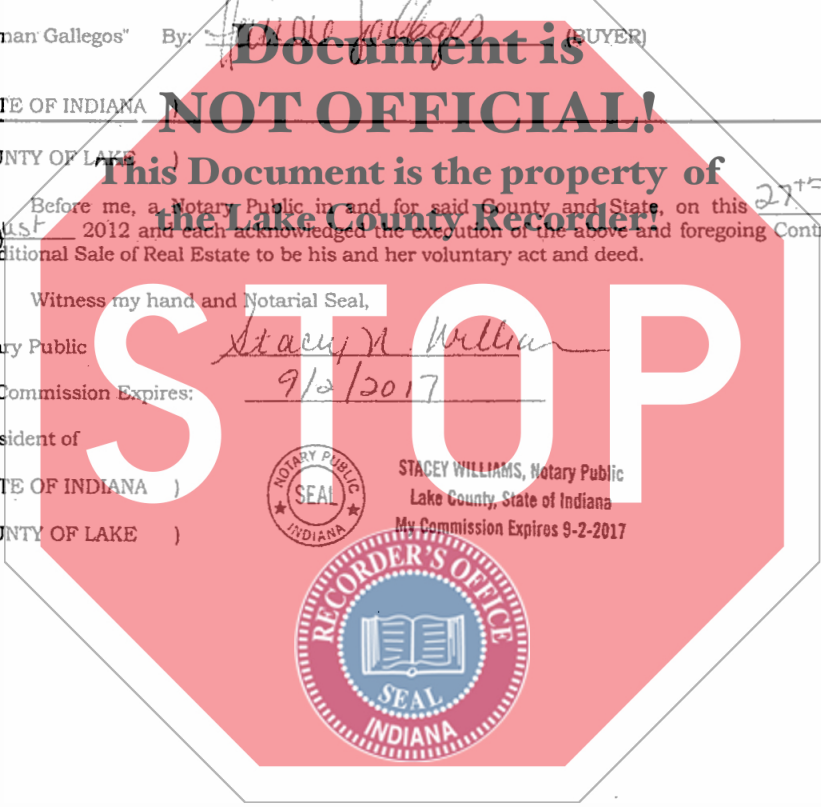 nan Gallegos" By: (BUYER)
Document is
TE OF INDIANA )
NOT OFFICIAL!
NTY OF LAKE )
This Document is the property of
the Lake County Recorder!
Before me, a Notary Public in and for said County and State, on this 27th
ust 2012 and each acknowledged the execution of the above and foregoing Cont
ditional Sale of Real Estate to be his and her voluntary act and deed.
Witness my hand and Notarial Seal,
ry Public Stacey N. William
Commission Expires: 9/2/2017
STOP
sident of
TE OF INDIANA )
NTY OF LAKE )
NOTARY PUBLIC
SEAL
INDIANA
STACEY WILLIAMS, Notary Public
Lake County, State of Indiana
My Commission Expires 9-2-2017
RECORDER'S OFFICE
SEAL
INDIANA